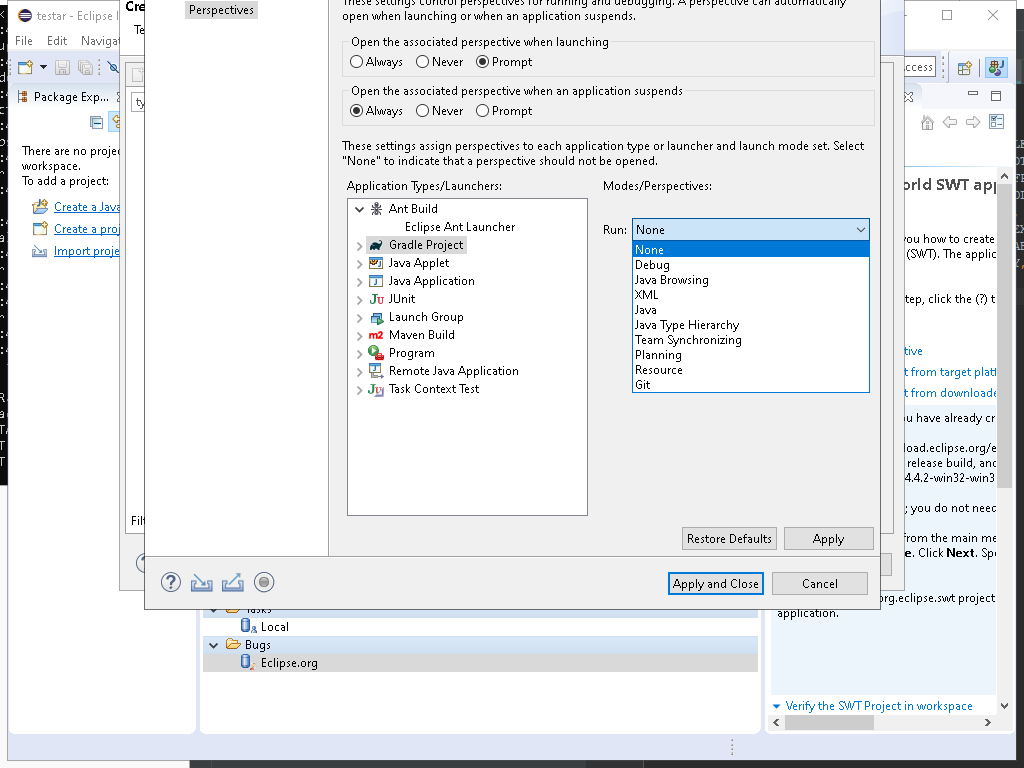 testar - Eclipse
File Edit Navigat
Package Exp...
There are no proje
workspace.
To add a project:
Create a Java
Create a proj
Import proje
Cre
Te
ty
Filt
Perspectives
These settings control perspectives for running and debugging. A perspective can automatically
open when launching or when an application suspends.
Open the associated perspective when launching
Always Never Prompt
Open the associated perspective when an application suspends
Always Never Prompt
These settings assign perspectives to each application type or launcher and launch mode set. Select
"None" to indicate that a perspective should not be opened.
Application Types/Launchers:
Ant Build
Eclipse Ant Launcher
Gradle Project
Java Applet
Java Application
JUnit
Launch Group
Maven Build
Program
Remote Java Application
Task Context Test
Modes/Perspectives:
Run: None
None
Debug
Java Browsing
XML
Java
Java Type Hierarchy
Team Synchronizing
Planning
Resource
Git
Restore Defaults
Apply
Apply and Close
Cancel
Tasks
Local
Bugs
Eclipse.org
ccess
orld SWT app
you how to create
(SWT). The applic
tep, click the (?) t
tive
t from target platf
t from downloade
ou have already cr
load.eclipse.org/e
release build, and
4.4.2-win32-win3
; you do not need
from the main me
e. Click Next. Spe
org.eclipse.swt project
application.
Verify the SWT Project in workspace